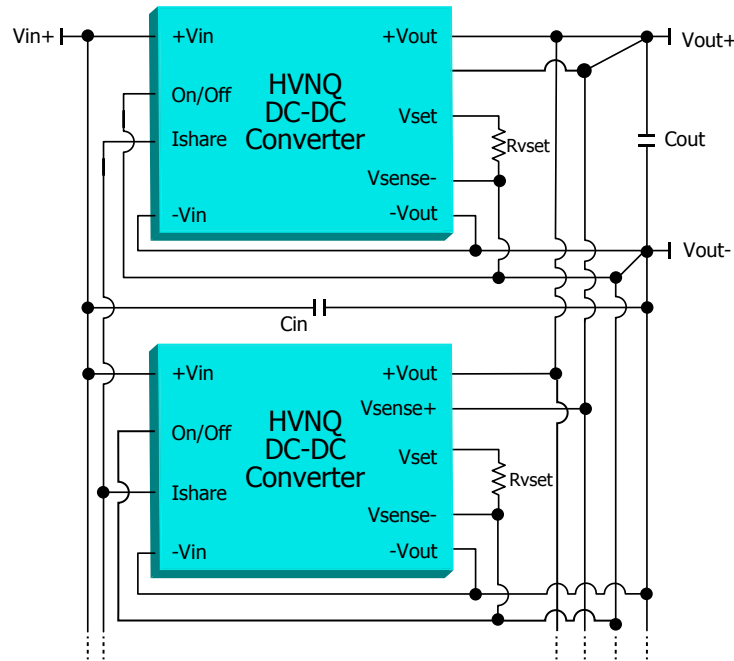 Vin+
+Vin
+Vout
Vout+
On/Off
HVNQ
DC-DC
Converter
Vset
Ishare
Rvset
Cout
Vsense-
-Vin
-Vout
Vout-
Cin
+Vin
+Vout
Vsense+
On/Off
HVNQ
DC-DC
Converter
Vset
Ishare
Rvset
Vsense-
-Vin
-Vout